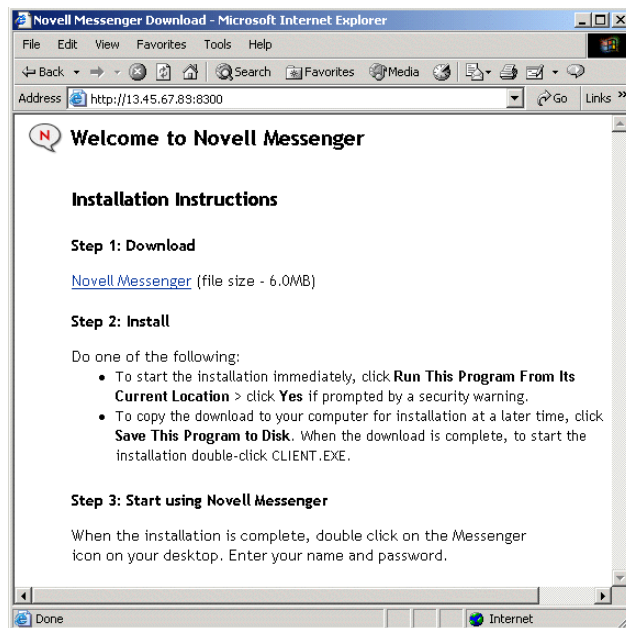 Novell Messenger Download - Microsoft Internet Explorer
File Edit View Favorites Tools Help
Back Search Favorites Media
Address http://13.45.67.89:8300 Go Links »
N Welcome to Novell Messenger
Installation Instructions
Step 1: Download
Novell Messenger (file size - 6.0MB)
Step 2: Install
Do one of the following:
• To start the installation immediately, click Run This Program From Its
Current Location > click Yes if prompted by a security warning.
• To copy the download to your computer for installation at a later time, click
Save This Program to Disk. When the download is complete, to start the
installation double-click CLIENT.EXE.
Step 3: Start using Novell Messenger
When the installation is complete, double click on the Messenger
icon on your desktop. Enter your name and password.
Done Internet